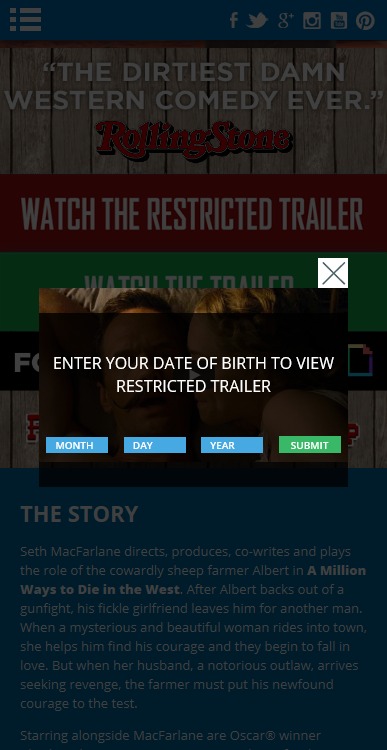 “THE DIRTIEST DAMN
WESTERN COMEDY EVER.”
RollingStone
WATCH THE RESTRICTED TRAILER
WATCH THE TRAILER
ENTER YOUR DATE OF BIRTH TO VIEW
RESTRICTED TRAILER
MONTH DAY YEAR SUBMIT
THE STORY
Seth MacFarlane directs, produces, co-writes and plays
the role of the cowardly sheep farmer Albert in A Million
Ways to Die in the West. After Albert backs out of a
gunfight, his fickle girlfriend leaves him for another man.
When a mysterious and beautiful woman rides into town,
she helps him find his courage and they begin to fall in
love. But when her husband, a notorious outlaw, arrives
seeking revenge, the farmer must put his newfound
courage to the test.
Starring alongside MacFarlane are Oscar® winner